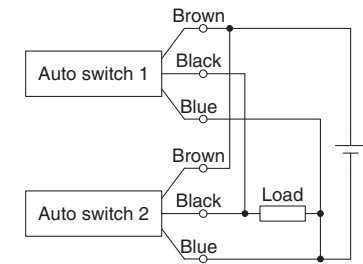 Brown
Auto switch 1
Black
Blue
Brown
Auto switch 2
Black
Load
Blue